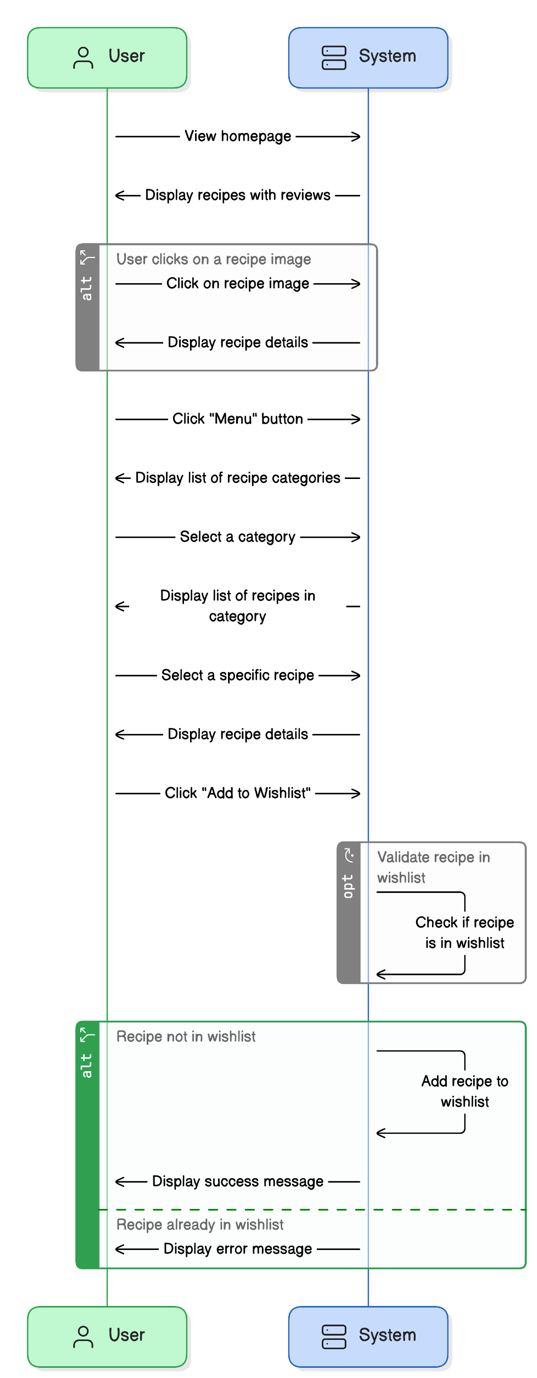 User
System
View homepage
Display recipes with reviews
alt
User clicks on a recipe image
Click on recipe image
Display recipe details
Click "Menu" button
Display list of recipe categories
Select a category
Display list of recipes in
category
Select a specific recipe
Display recipe details
Click "Add to Wishlist"
opt
Validate recipe in
wishlist
Check if recipe
is in wishlist
alt
Recipe not in wishlist
Add recipe to
wishlist
Display success message
Recipe already in wishlist
Display error message
User
System